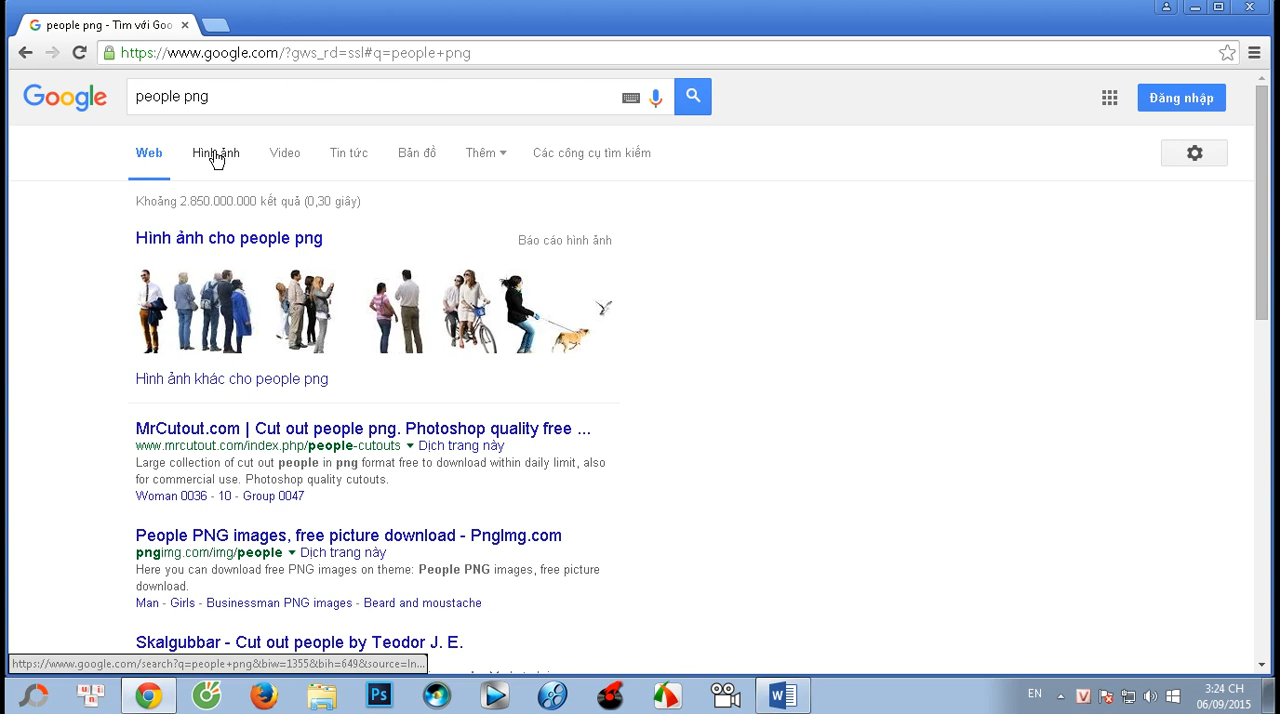 people png - Tìm với Goo
https://www.google.com/?gws_rd=ssl#q=people+png
Google
people png
Đăng nhập
Web Hình ảnh Video Tin tức Bản đồ Thêm Các công cụ tìm kiếm
Khoảng 2.850.000.000 kết quả (0,30 giây)
Hình ảnh cho people png
Báo cáo hình ảnh
Hình ảnh khác cho people png
MrCutout.com | Cut out people png. Photoshop quality free ...
www.mrcutout.com/index.php/people-cutouts Dịch trang này
Large collection of cut out people in png format free to download within daily limit, also
for commercial use. Photoshop quality cutouts.
Woman 0036 - 10 - Group 0047
People PNG images, free picture download - PngImg.com
pngimg.com/img/people Dịch trang này
Here you can download free PNG images on theme: People PNG images, free picture
download.
Man - Girls - Businessman PNG images - Beard and moustache
Skalgubbar - Cut out people by Teodor J. E.
https://www.google.com/search?q=people+png&biw=1355&bih=649&source=ln...
Ps
W
EN
V
3:24 CH
06/09/2015